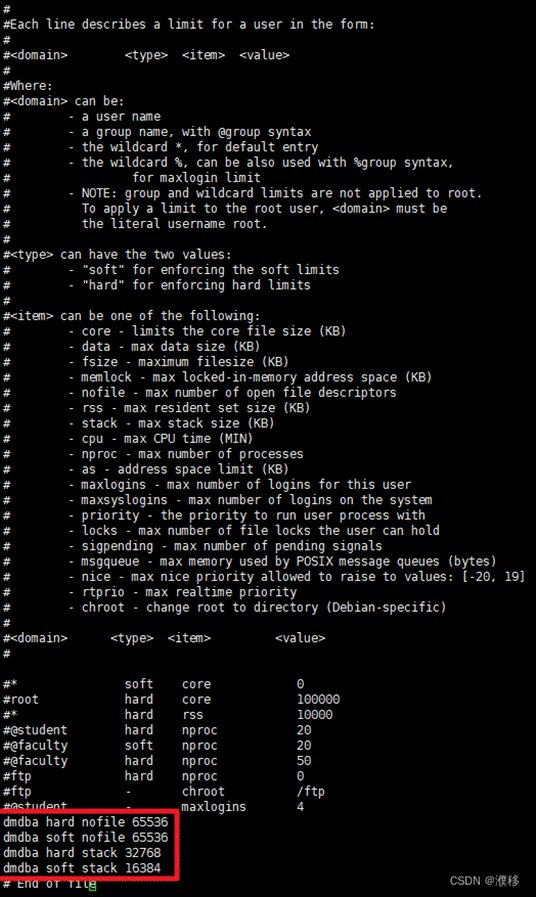 #
#Each line describes a limit for a user in the form:
#
#<domain>        <type>  <item>  <value>
#
#Where:
#<domain> can be:
#        - a user name
#        - a group name, with @group syntax
#        - the wildcard *, for default entry
#        - the wildcard %, can be also used with %group syntax,
#                 for maxlogin limit
#        - NOTE: group and wildcard limits are not applied to root.
#          To apply a limit to the root user, <domain> must be
#          the literal username root.
#
#<type> can have the two values:
#        - "soft" for enforcing the soft limits
#        - "hard" for enforcing hard limits
#
#<item> can be one of the following:
#        - core - limits the core file size (KB)
#        - data - max data size (KB)
#        - fsize - maximum filesize (KB)
#        - memlock - max locked-in-memory address space (KB)
#        - nofile - max number of open file descriptors
#        - rss - max resident set size (KB)
#        - stack - max stack size (KB)
#        - cpu - max CPU time (MIN)
#        - nproc - max number of processes
#        - as - address space limit (KB)
#        - maxlogins - max number of logins for this user
#        - maxsyslogins - max number of logins on the system
#        - priority - the priority to run user process with
#        - locks - max number of file locks the user can hold
#        - sigpending - max number of pending signals
#        - msgqueue - max memory used by POSIX message queues (bytes)
#        - nice - max nice priority allowed to raise to values: [-20, 19]
#        - rtprio - max realtime priority
#        - chroot - change root to directory (Debian-specific)
#
#<domain>      <type>  <item>         <value>
#
#*               soft    core            0
#root            hard    core            100000
#*               hard    rss             10000
#@student        hard    nproc           20
#@faculty        soft    nproc           20
#@faculty        hard    nproc           50
#ftp             hard    nproc           0
#ftp             -       chroot          /ftp
#@student        -       maxlogins       4
dmdba hard nofile 65536
dmdba soft nofile 65536
dmdba hard stack 32768
dmdba soft stack 16384
# End of file
CSDN @濮移